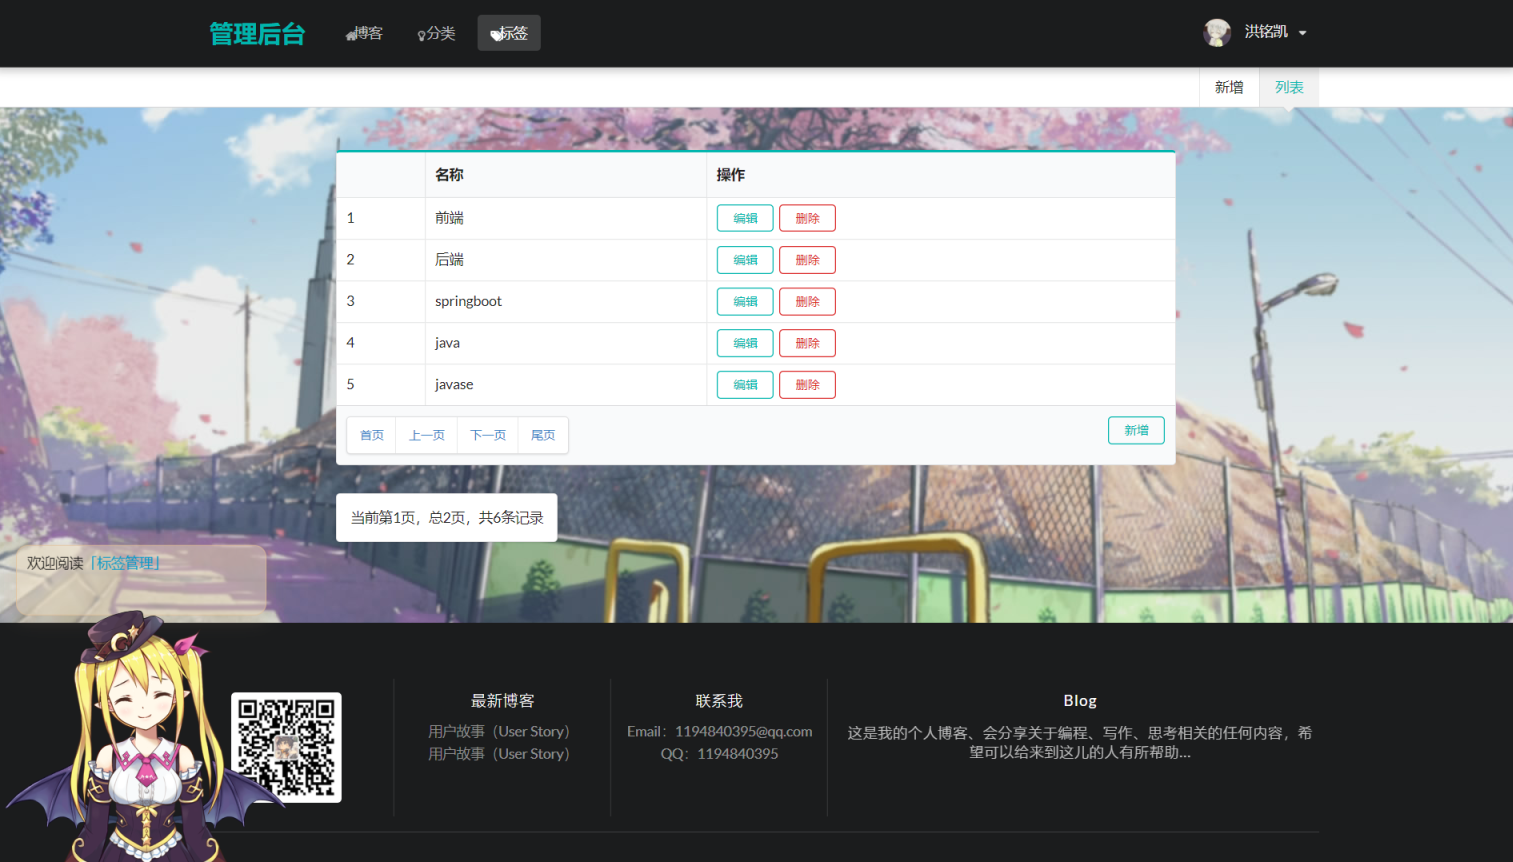 管理后台 博客 分类 标签 洪铭凯
新增 列表
名称 操作
1 前端 编辑 删除
2 后端 编辑 删除
3 springboot 编辑 删除
4 java 编辑 删除
5 javase 编辑 删除
首页 上一页 下一页 尾页 新增
当前第1页，总2页，共6条记录
欢迎阅读「标签管理」
最新博客
用户故事（User Story）
用户故事（User Story）
联系我
Email：1194840395@qq.com
QQ：1194840395
Blog
这是我的个人博客、会分享关于编程、写作、思考相关的任何内容，希
望可以给来到这儿的人有所帮助...